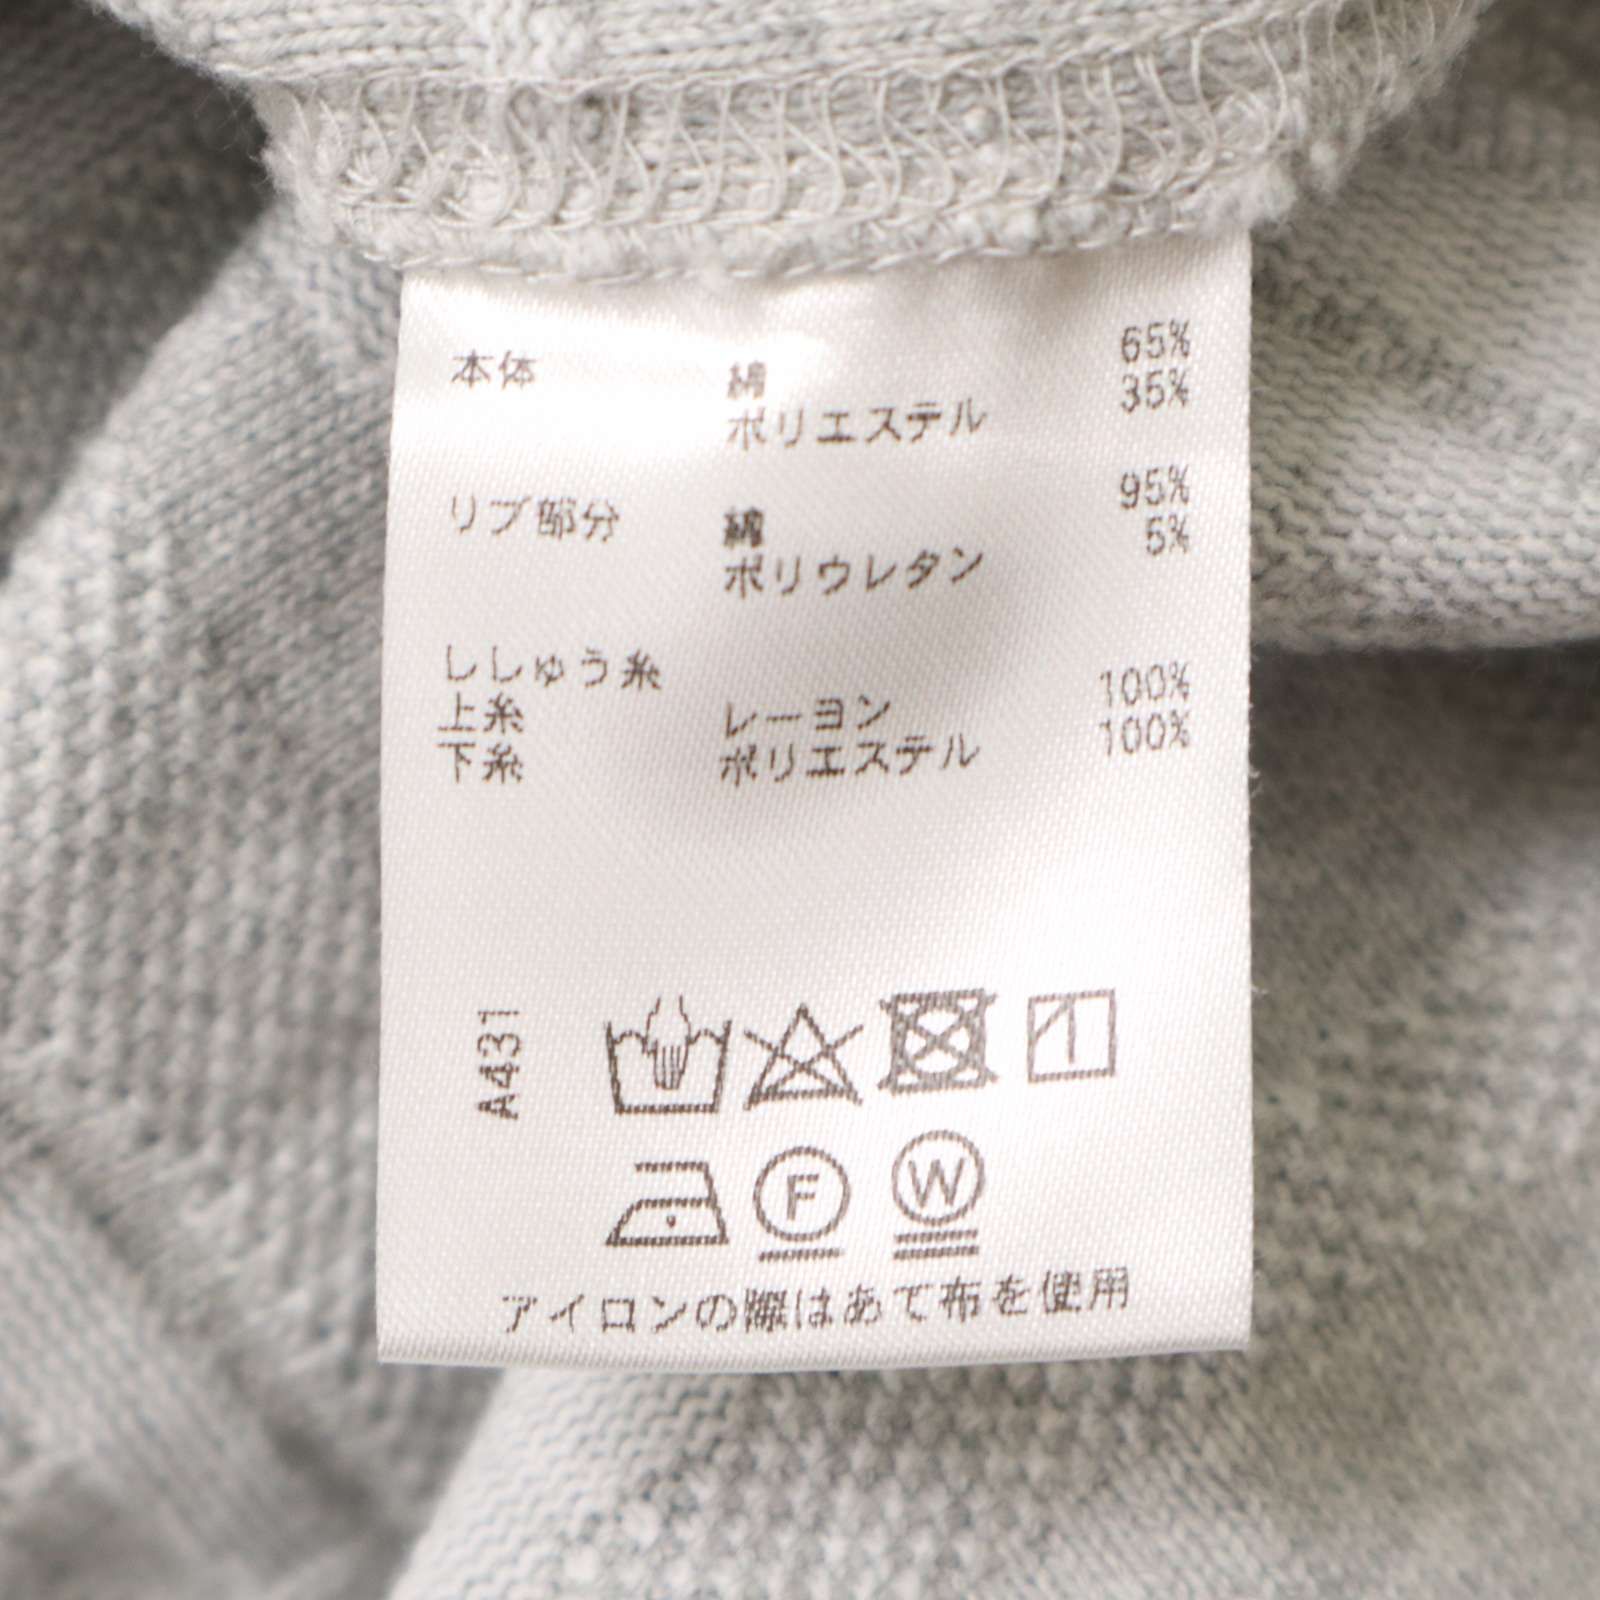 本体 綿 65%
ポリエステル 35%
リブ部分 綿 95%
ポリウレタン 5%
ししゅう糸
上糸 レーヨン 100%
下糸 ポリエステル 100%
A431
F W
アイロンの際はあて布を使用